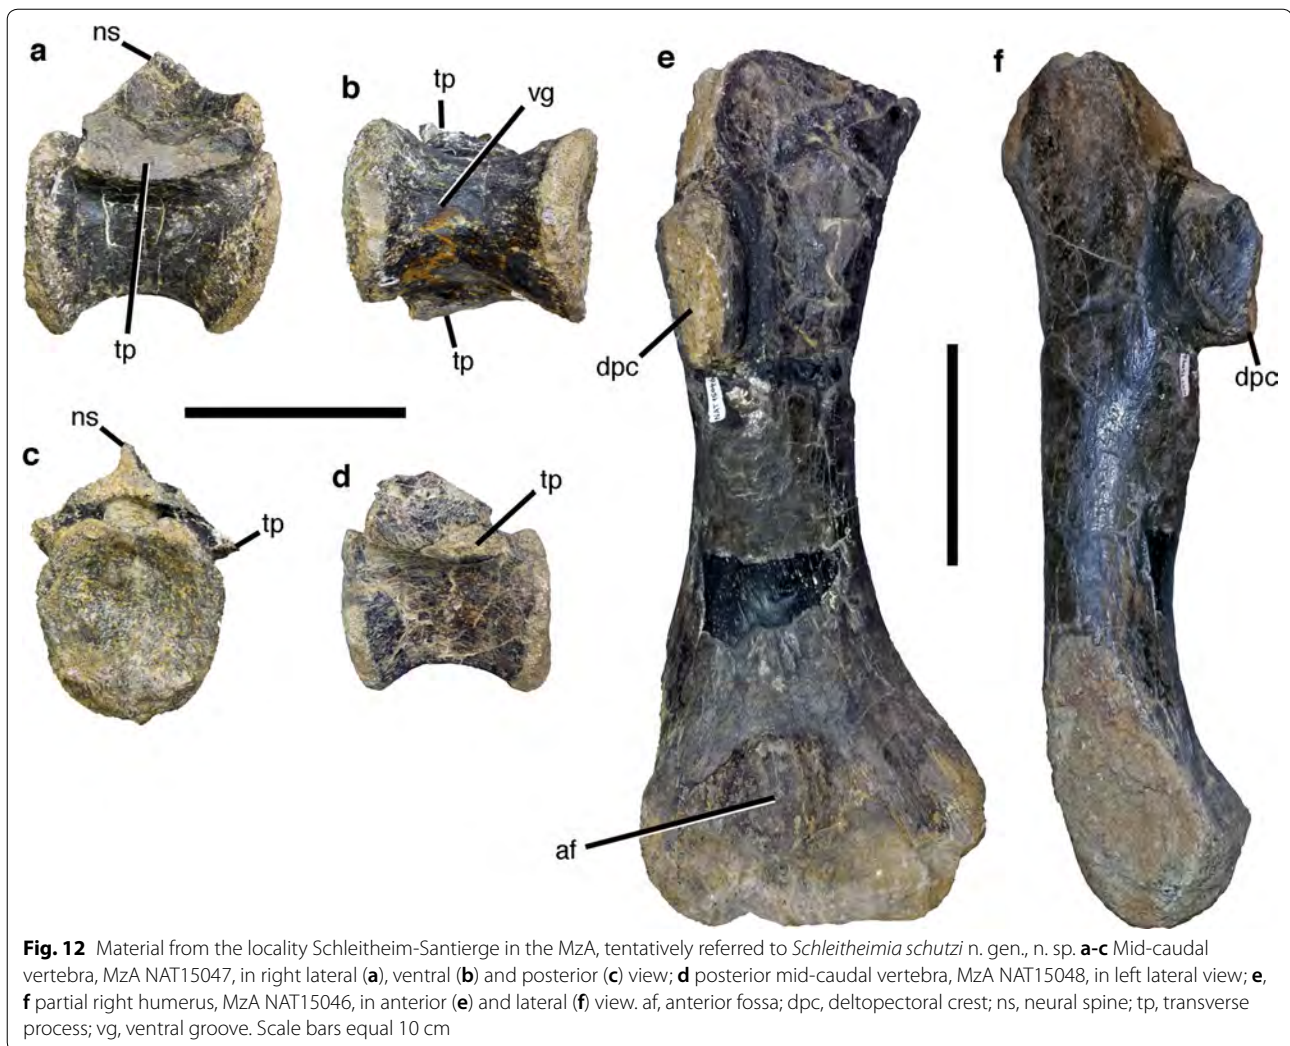 ns
a
b
tp
vg
e
f
tp
tp
dpc
dpc
ns
c
d
tp
tp
af
Fig. 12 Material from the locality Schleitheim-Santierge in the MzA, tentatively referred to Schleitheimia schutzi n. gen., n. sp. a-c Mid-caudal
vertebra, MzA NAT15047, in right lateral (a), ventral (b) and posterior (c) view; d posterior mid-caudal vertebra, MzA NAT15048, in left lateral view; e,
f partial right humerus, MzA NAT15046, in anterior (e) and lateral (f) view. af, anterior fossa; dpc, deltopectoral crest; ns, neural spine; tp, transverse
process; vg, ventral groove. Scale bars equal 10 cm